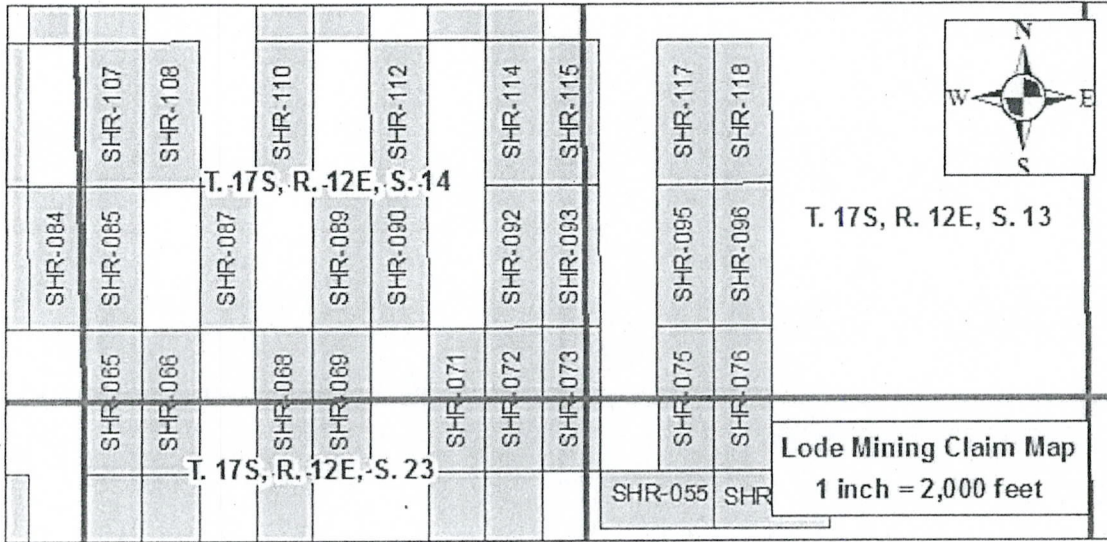 N
W E
S
SHR-107
SHR-108
SHR-110
SHR-112
SHR-114
SHR-115
SHR-117
SHR-118
T. 17S, R. 12E, S. 14
T. 17S, R. 12E, S. 13
SHR-084
SHR-085
SHR-087
SHR-089
SHR-090
SHR-092
SHR-093
SHR-095
SHR-096
SHR-065
SHR-066
SHR-068
SHR-069
SHR-071
SHR-072
SHR-073
SHR-075
SHR-076
T. 17S, R. 12E, S. 23
SHR-055
SHR
Lode Mining Claim Map
1 inch = 2,000 feet